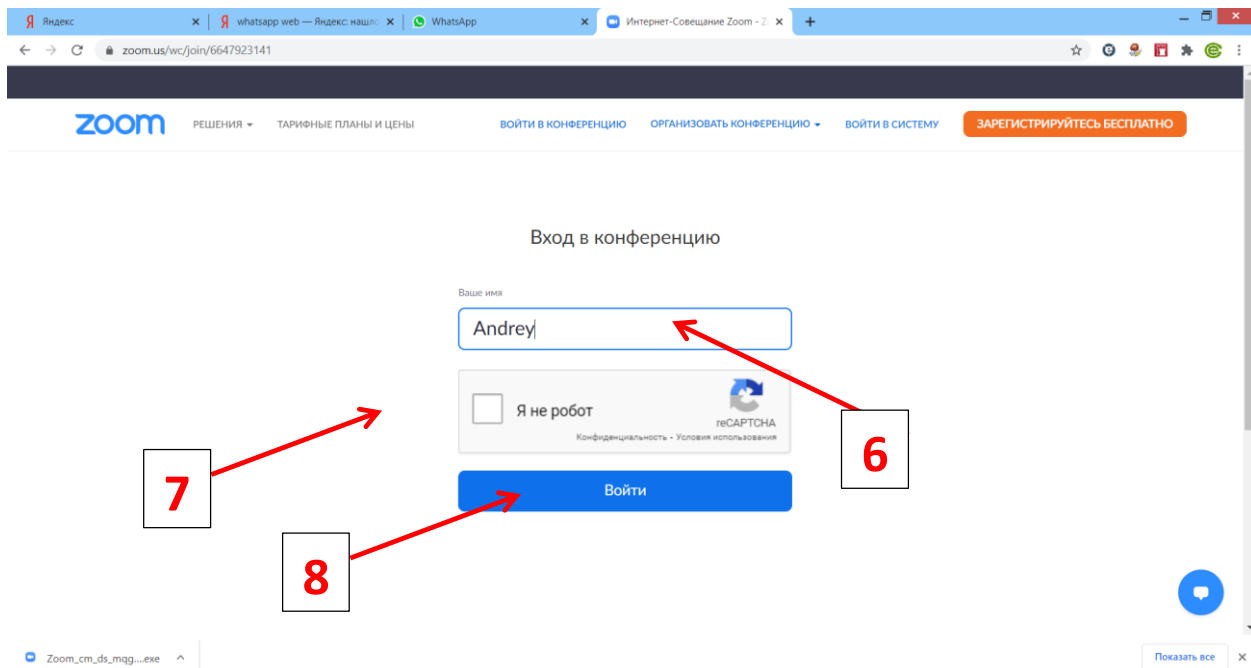 Яндекс
whatsapp web — Яндекс: нашло
WhatsApp
Интернет-Совещание Zoom - Z
zoom.us/wc/join/6647923141
zoom РЕШЕНИЯ ТАРИФНЫЕ ПЛАНЫ И ЦЕНЫ ВОЙТИ В КОНФЕРЕНЦИЮ ОРГАНИЗОВАТЬ КОНФЕРЕНЦИЮ ВОЙТИ В СИСТЕМУ ЗАРЕГИСТРИРУЙТЕСЬ БЕСПЛАТНО
Вход в конференцию
Ваше имя
Andrey
Я не робот
reCAPTCHA
Конфиденциальность - Условия использования
6
Войти
7
8
Zoom_cm_ds_mqg....exe
Показать все